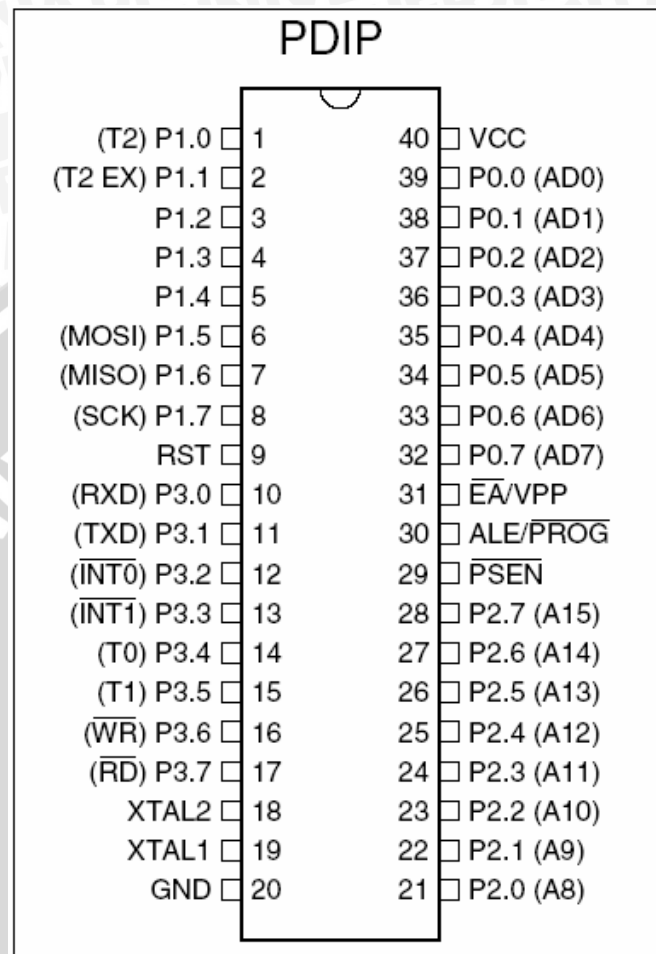 PDIP
(T2) P1.0 1 40 VCC
(T2 EX) P1.1 2 39 P0.0 (AD0)
P1.2 3 38 P0.1 (AD1)
P1.3 4 37 P0.2 (AD2)
P1.4 5 36 P0.3 (AD3)
(MOSI) P1.5 6 35 P0.4 (AD4)
(MISO) P1.6 7 34 P0.5 (AD5)
(SCK) P1.7 8 33 P0.6 (AD6)
RST 9 32 P0.7 (AD7)
(RXD) P3.0 10 31 E̅A̅/VPP
(TXD) P3.1 11 30 ALE/P̅R̅O̅G̅
(I̅N̅T̅0̅) P3.2 12 29 P̅S̅E̅N̅
(I̅N̅T̅1̅) P3.3 13 28 P2.7 (A15)
(T0) P3.4 14 27 P2.6 (A14)
(T1) P3.5 15 26 P2.5 (A13)
(W̅R̅) P3.6 16 25 P2.4 (A12)
(R̅D̅) P3.7 17 24 P2.3 (A11)
XTAL2 18 23 P2.2 (A10)
XTAL1 19 22 P2.1 (A9)
GND 20 21 P2.0 (A8)